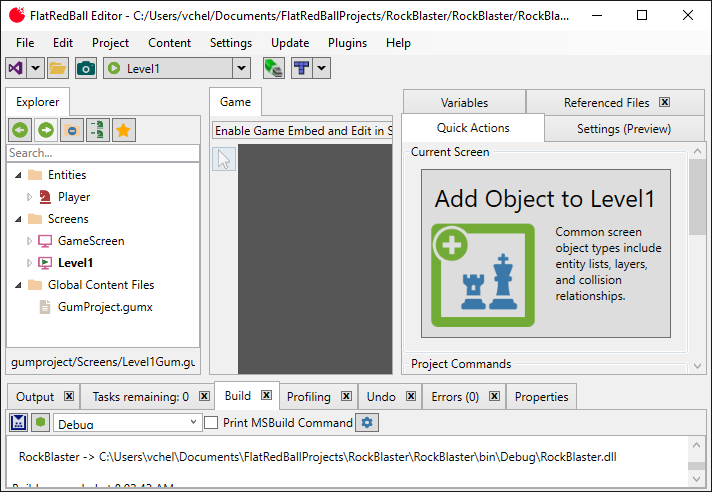 FlatRedBall Editor - C:/Users/vchel/Documents/FlatRedBallProjects/RockBlaster/RockBlaster/RockBla...
File Edit Project Content Settings Update Plugins Help
Level1
Explorer
Search...
Entities
Player
Screens
GameScreen
Level1
Global Content Files
GumProject.gumx
gumproject/Screens/Level1Gum.gu
Game
Enable Game Embed and Edit in S
Variables Referenced Files
Quick Actions Settings (Preview)
Current Screen
Add Object to Level1
Common screen
object types include
entity lists, layers,
and collision
relationships.
Project Commands
Output Tasks remaining: 0 Build Profiling Undo Errors (0) Properties
Debug Print MSBuild Command
RockBlaster -> C:\Users\vchel\Documents\FlatRedBallProjects\RockBlaster\RockBlaster\bin\Debug\RockBlaster.dll